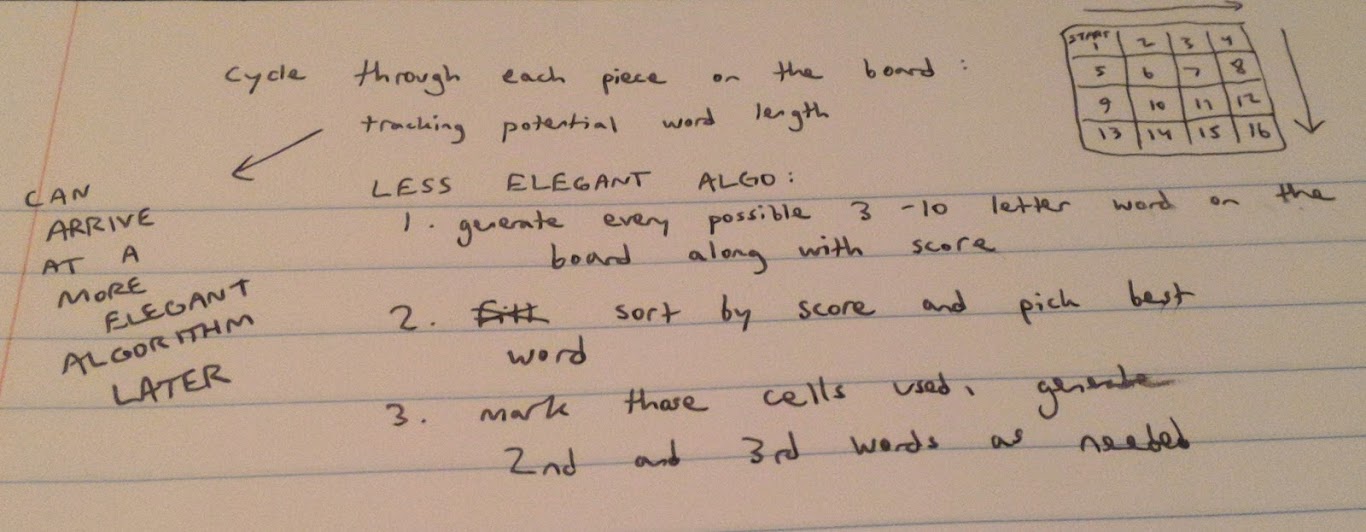 cycle through each piece on the board :
tracking potential word length
START
1 2 3 4
5 6 7 8
9 10 11 12
13 14 15 16
CAN
ARRIVE
AT A
MORE
ELEGANT
ALGORITHM
LATER
LESS ELEGANT ALGO:
1. generate every possible 3-10 letter word on the
board along with score
2. sort by score and pick best
word
3. mark those cells used, generate
2nd and 3rd words as needed